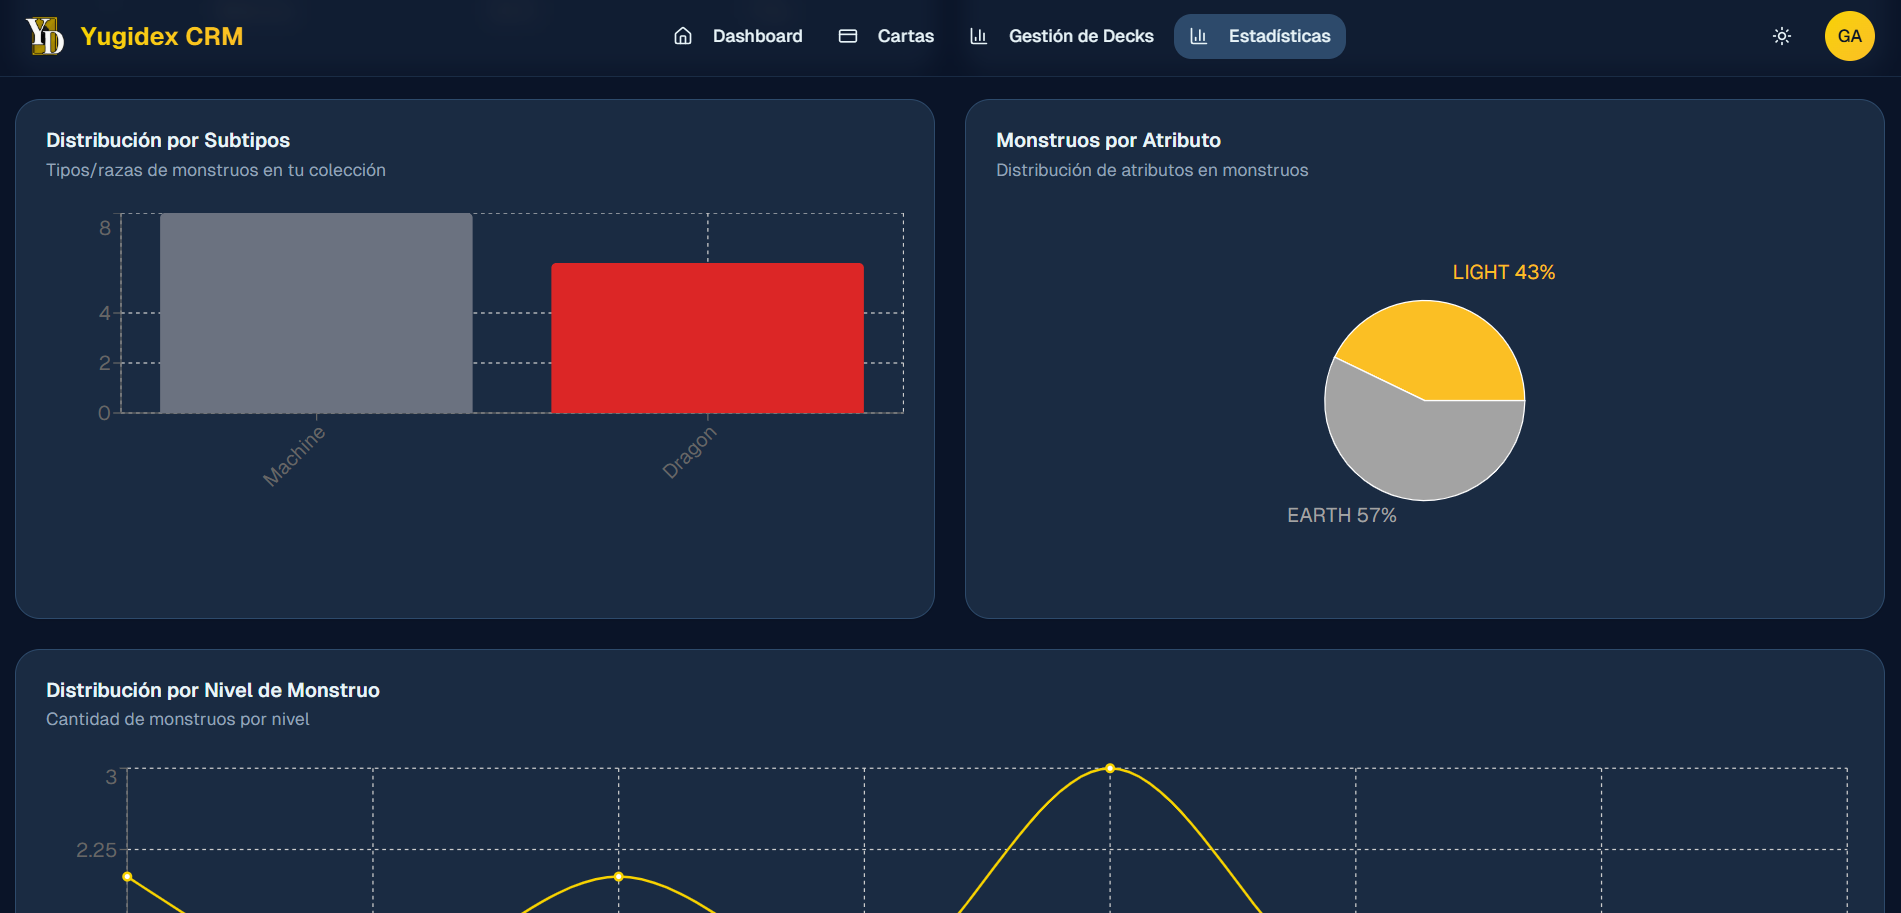 YD Yugidex CRM
Dashboard
Cartas
Gestión de Decks
Estadísticas
GA
Distribución por Subtipos
Tipos/razas de monstruos en tu colección
8
4
2
0
Machine
Dragon
Monstruos por Atributo
Distribución de atributos en monstruos
LIGHT 43%
EARTH 57%
Distribución por Nivel de Monstruo
Cantidad de monstruos por nivel
3
2.25